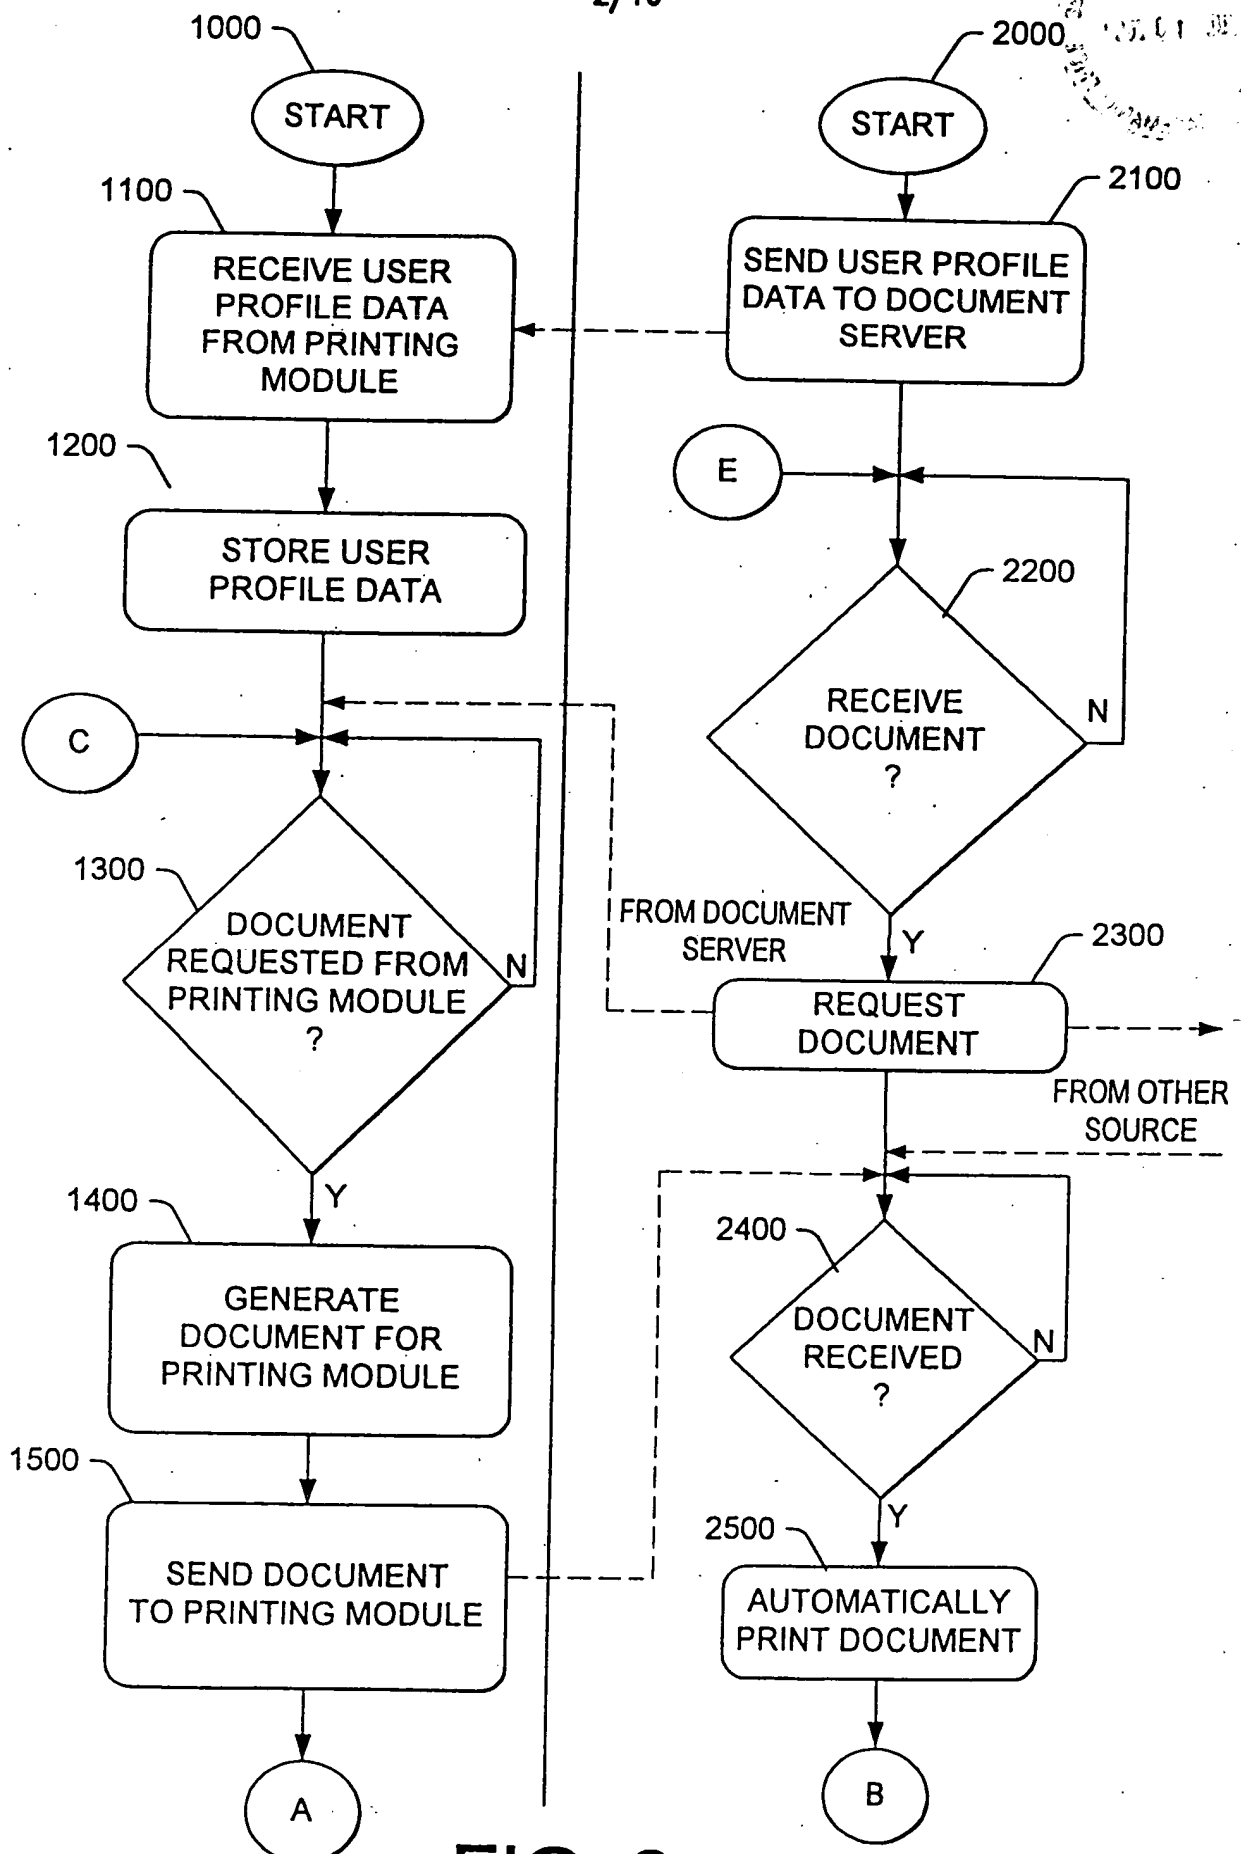 1000
START
1100
RECEIVE USER
PROFILE DATA
FROM PRINTING
MODULE
1200
STORE USER
PROFILE DATA
C
1300
DOCUMENT
REQUESTED FROM
PRINTING MODULE
?
N
Y
1400
GENERATE
DOCUMENT FOR
PRINTING MODULE
1500
SEND DOCUMENT
TO PRINTING MODULE
A
2000
START
2100
SEND USER PROFILE
DATA TO DOCUMENT
SERVER
E
2200
RECEIVE
DOCUMENT
?
N
Y
FROM DOCUMENT
SERVER
2300
REQUEST
DOCUMENT
FROM OTHER
SOURCE
2400
DOCUMENT
RECEIVED
?
N
Y
2500
AUTOMATICALLY
PRINT DOCUMENT
B